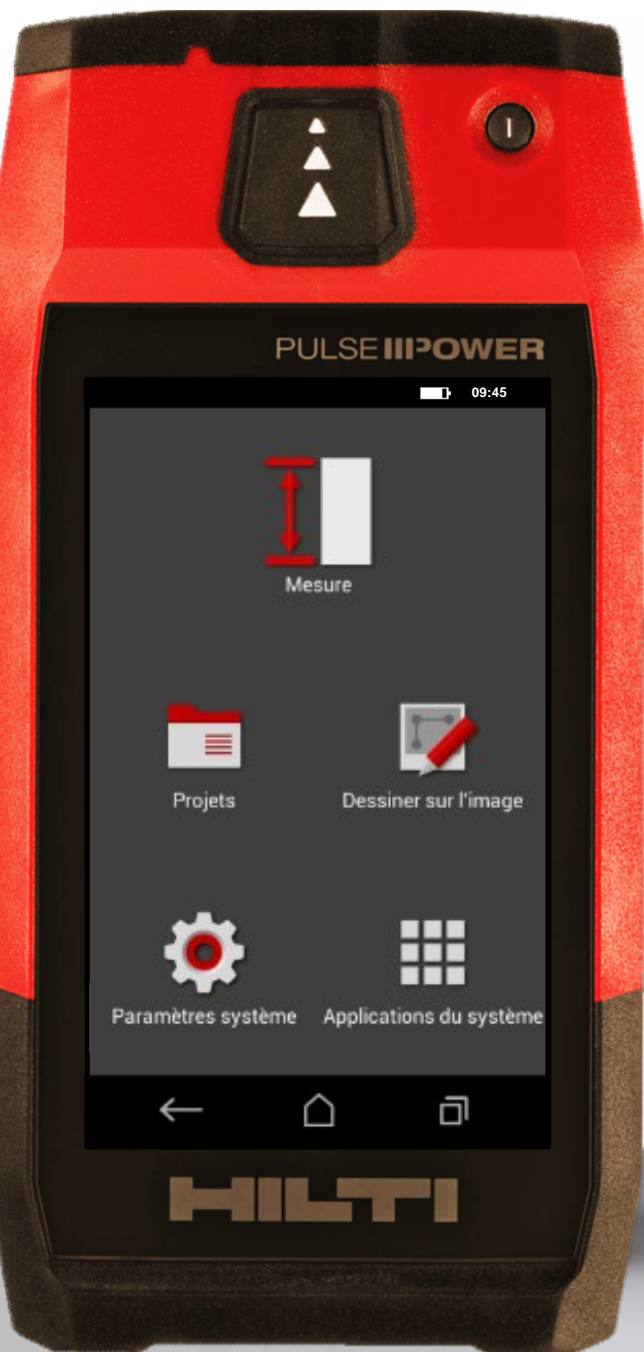 PULSE POWER
09:45
Mesure
Projets
Dessiner sur l'image
Paramètres système
Applications du système
HILTI